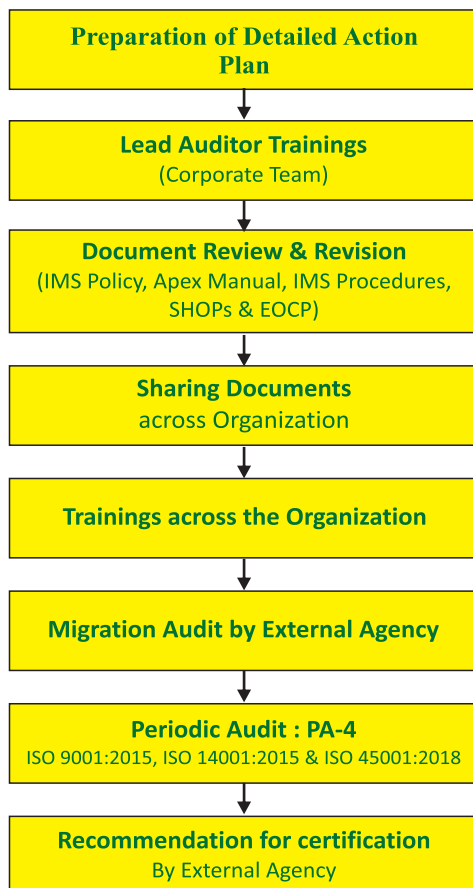 Preparation of Detailed Action
Plan
Lead Auditor Trainings
(Corporate Team)
Document Review & Revision
(IMS Policy, Apex Manual, IMS Procedures,
SHOPs & EOCP)
Sharing Documents
across Organization
Trainings across the Organization
Migration Audit by External Agency
Periodic Audit : PA-4
ISO 9001:2015, ISO 14001:2015 & ISO 45001:2018
Recommendation for certification
By External Agency